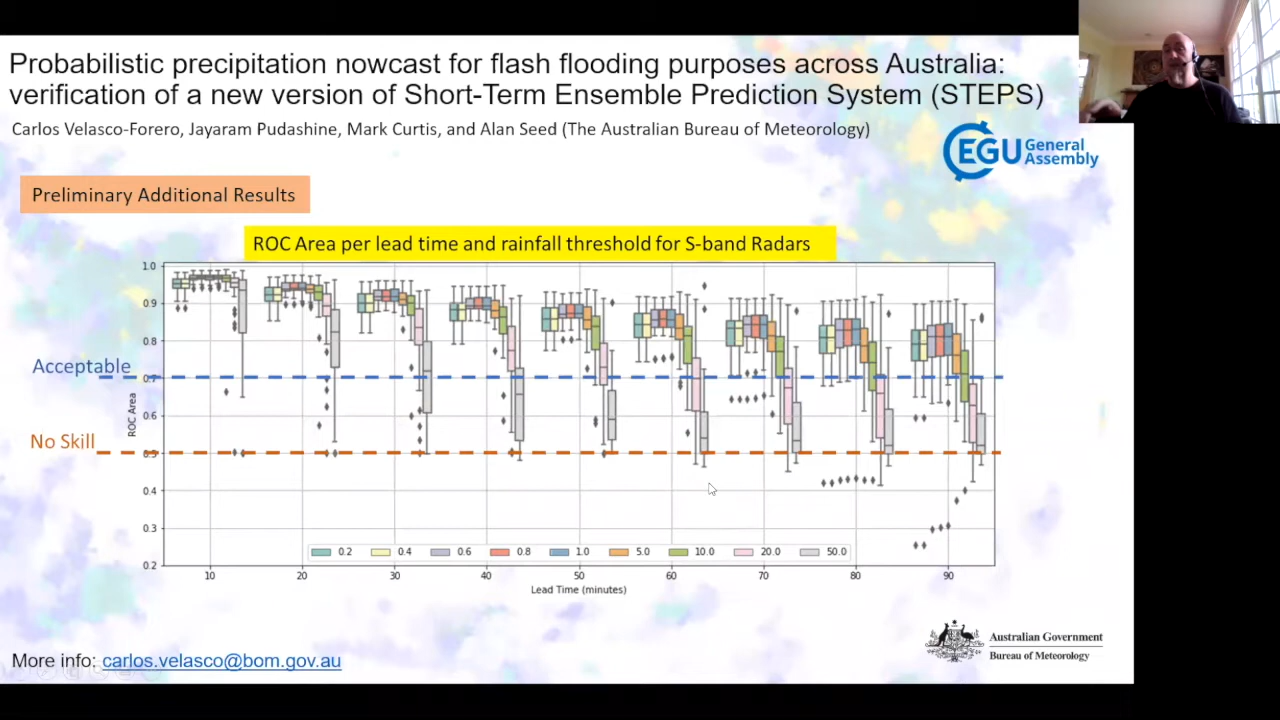 Probabilistic precipitation nowcast for flash flooding purposes across Australia:
verification of a new version of Short-Term Ensemble Prediction System (STEPS)
Carlos Velasco-Forero, Jayaram Pudashine, Mark Curtis, and Alan Seed (The Australian Bureau of Meteorology)
EGU General
Assembly
Preliminary Additional Results
ROC Area per lead time and rainfall threshold for S-band Radars
1.0
0.9
0.8
Acceptable
0.7
ROC Area
0.6
No Skill
0.5
0.4
0.3
0.2 0.4 0.6 0.8 1.0 5.0 10.0 20.0 50.0
0.2
10 20 30 40 50 60 70 80 90
Lead Time (minutes)
Australian Government
Bureau of Meteorology
More info: carlos.velasco@bom.gov.au